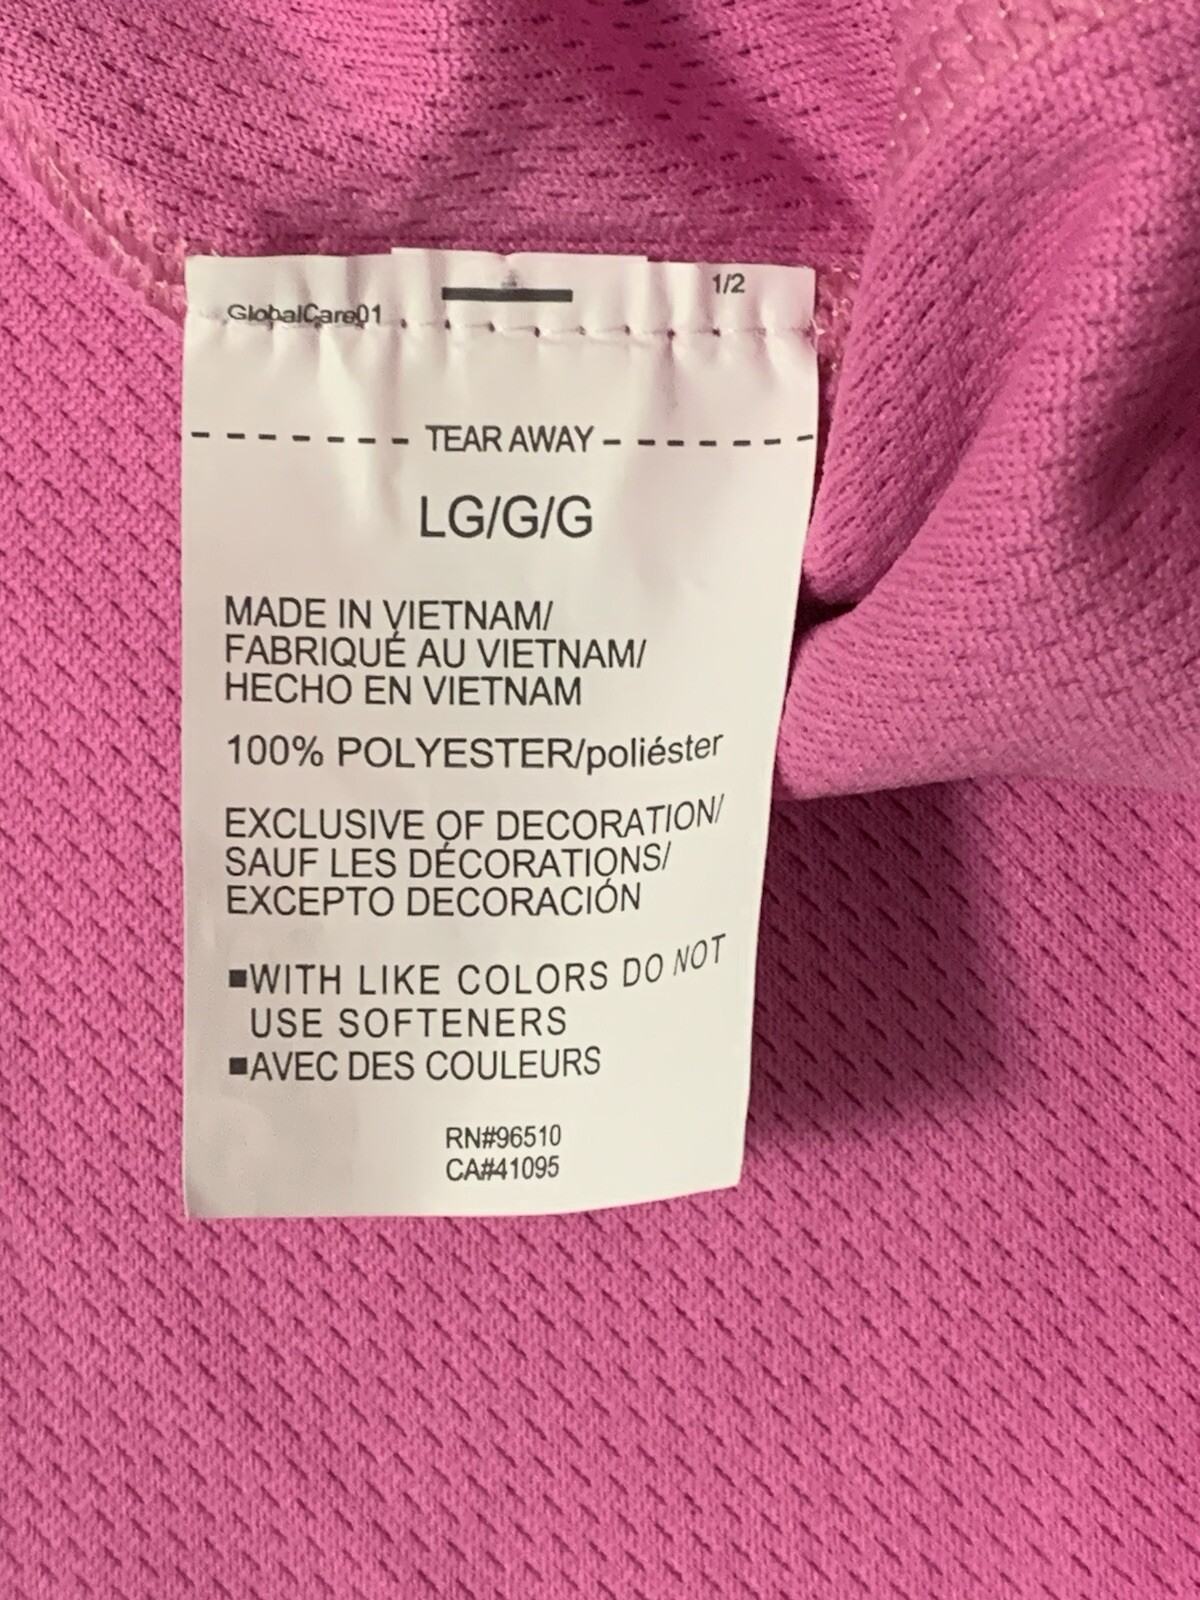 1/2
GlobalCare01
TEAR AWAY
LG/G/G
MADE IN VIETNAM/
FABRIQUÉ AU VIETNAM/
HECHO EN VIETNAM
100% POLYESTER/poliéster
EXCLUSIVE OF DECORATION/
SAUF LES DÉCORATIONS/
EXCEPTO DECORACIÓN
■WITH LIKE COLORS DO NOT
USE SOFTENERS
■AVEC DES COULEURS
RN#96510
CA#41095